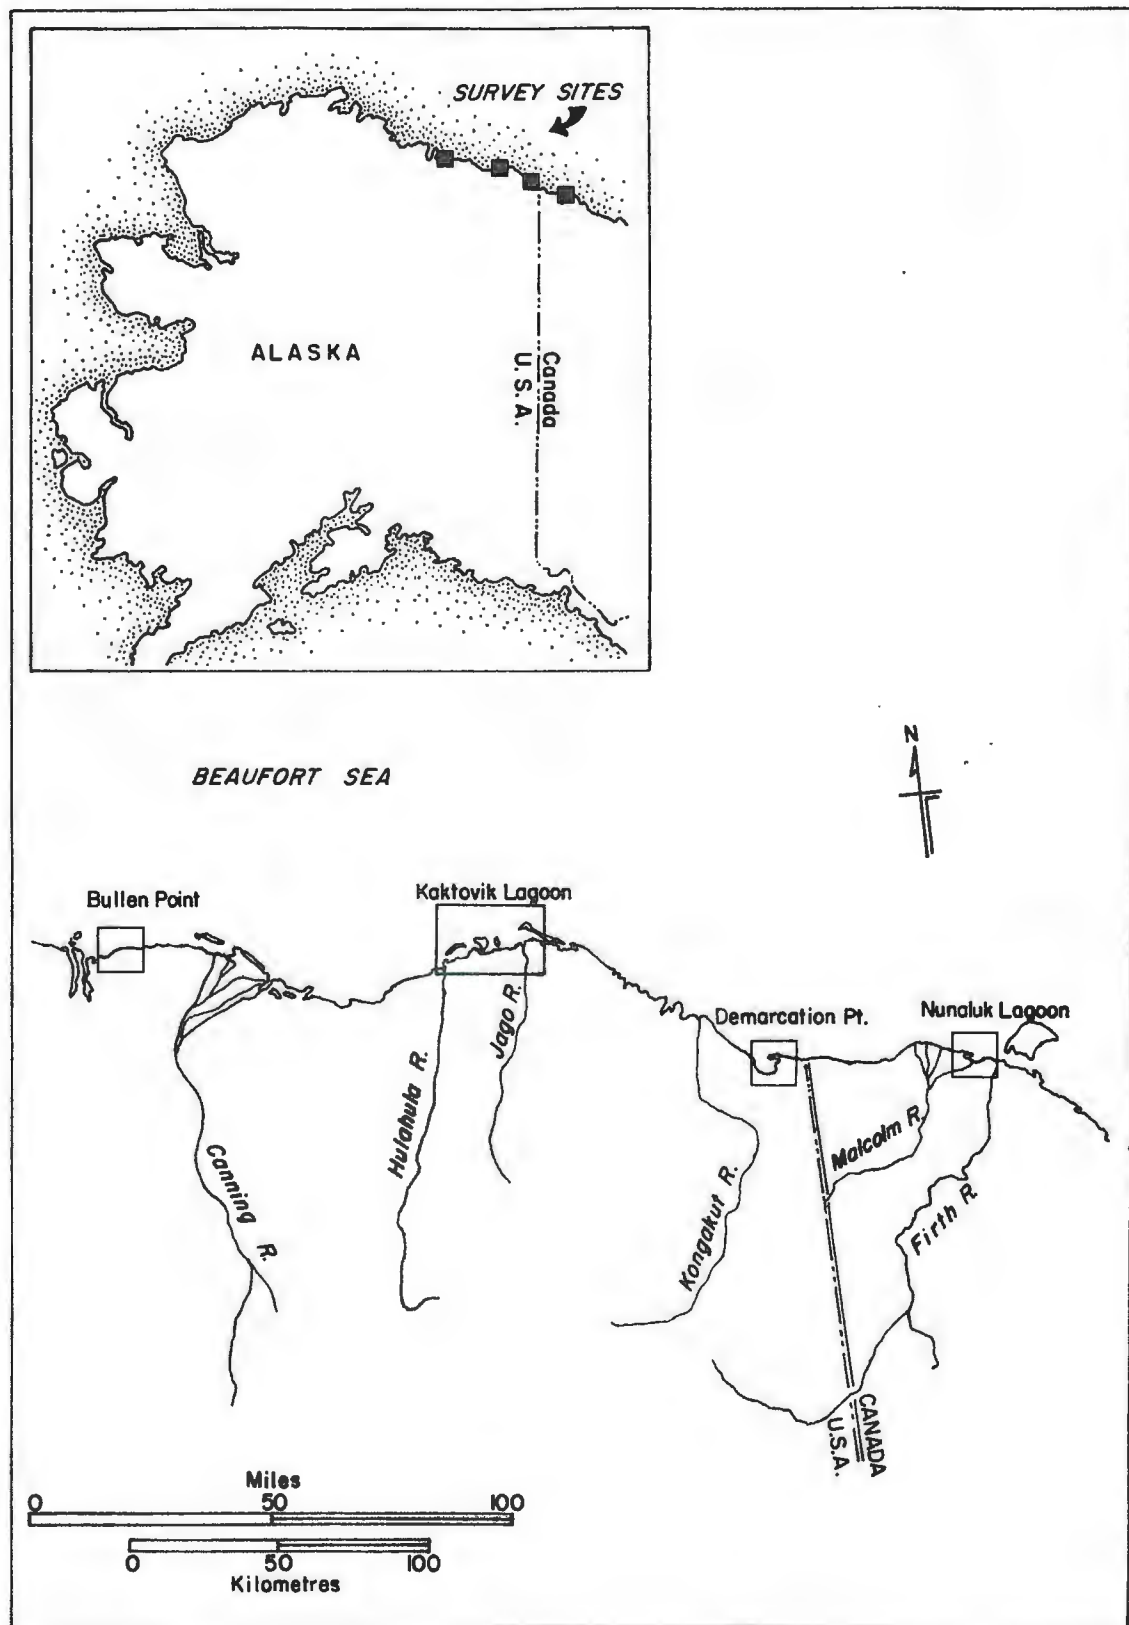 SURVEY SITES
ALASKA
Canada
U.S.A.
N
BEAUFORT SEA
Bullen Point
Kaktovik Lagoon
Demarcation Pt.
Nunaluk Lagoon
Jago R.
Hulahula R.
Canning R.
Kongakut R.
Malcolm R.
Firth R.
CANADA
U.S.A.
Miles
0 50 100
0 50 100
Kilometres